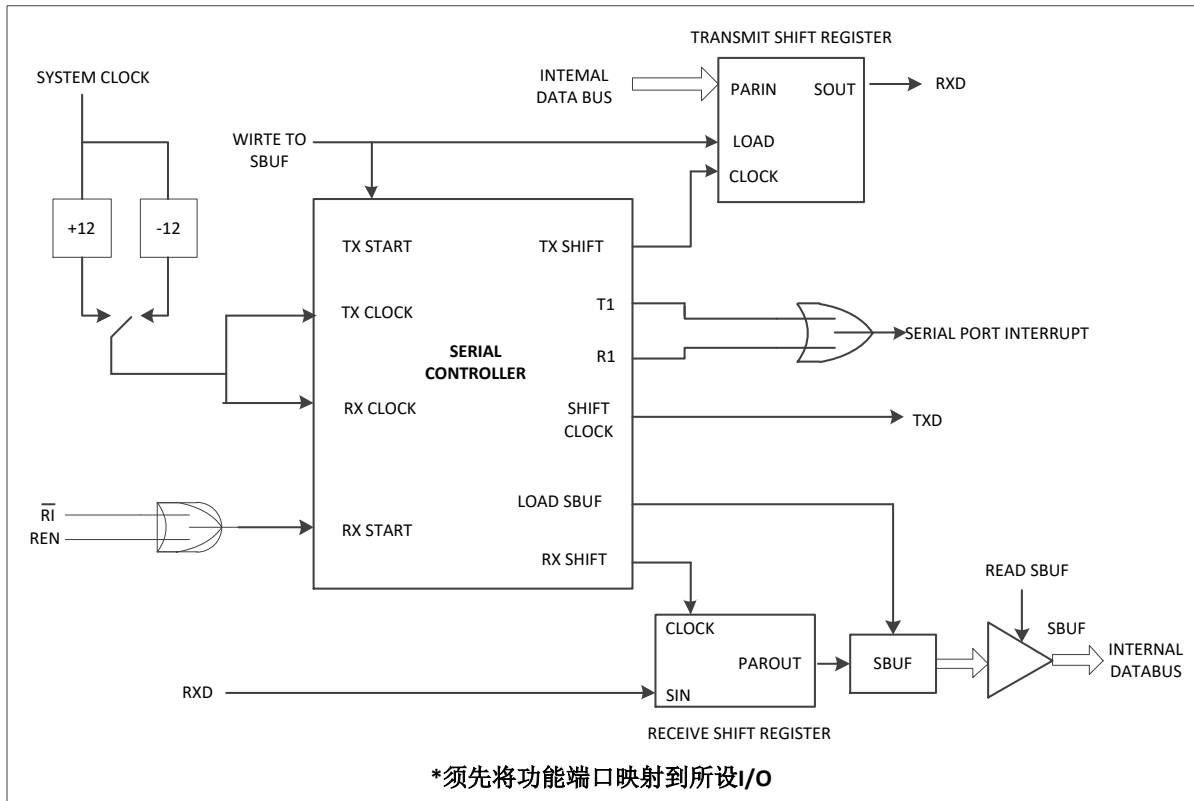 TRANSMIT SHIFT REGISTER
SYSTEM CLOCK
INTEMAL
DATA BUS
PARIN
SOUT
RXD
WIRTE TO
SBUF
LOAD
CLOCK
+12
-12
TX START
TX SHIFT
TX CLOCK
T1
SERIAL PORT INTERRUPT
R1
SERIAL
CONTROLLER
RX CLOCK
SHIFT
CLOCK
TXD
LOAD SBUF
RI
REN
RX START
RX SHIFT
READ SBUF
CLOCK
SBUF
PAROUT
SBUF
INTERNAL
DATABUS
RXD
SIN
RECEIVE SHIFT REGISTER
*须先将功能端口映射到所设I/O